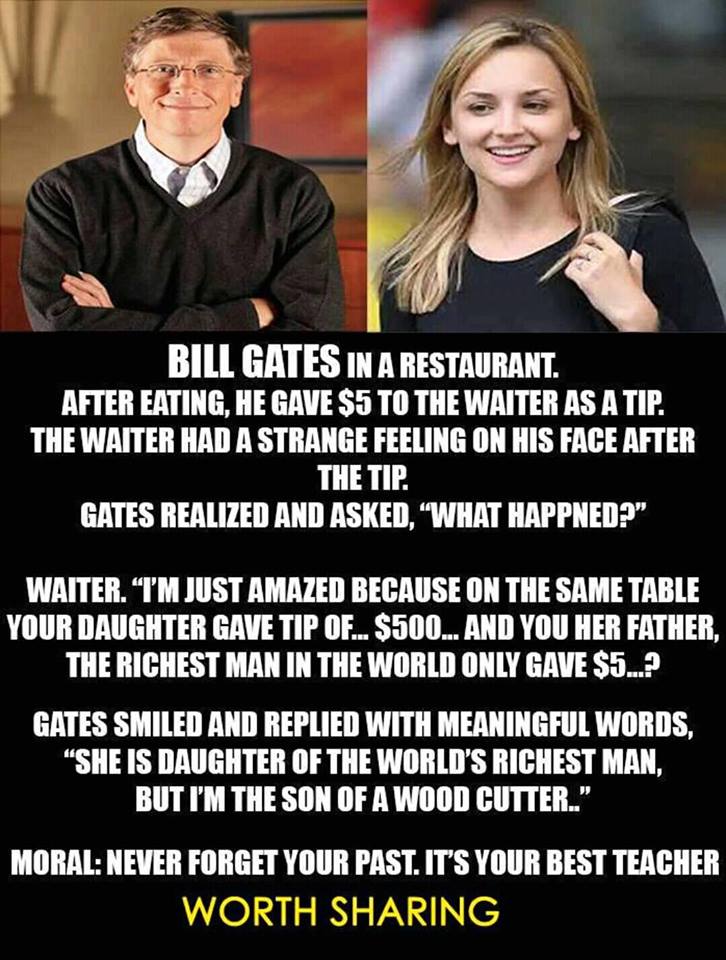 BILL GATES IN A RESTAURANT.
AFTER EATING, HE GAVE $5 TO THE WAITER AS A TIP.
THE WAITER HAD A STRANGE FEELING ON HIS FACE AFTER
THE TIP.
GATES REALIZED AND ASKED, “WHAT HAPPNED?”
WAITER. “I'M JUST AMAZED BECAUSE ON THE SAME TABLE
YOUR DAUGHTER GAVE TIP OF... $500... AND YOU HER FATHER,
THE RICHEST MAN IN THE WORLD ONLY GAVE $5...?
GATES SMILED AND REPLIED WITH MEANINGFUL WORDS,
“SHE IS DAUGHTER OF THE WORLD'S RICHEST MAN,
BUT I'M THE SON OF A WOOD CUTTER..”
MORAL: NEVER FORGET YOUR PAST. IT'S YOUR BEST TEACHER
WORTH SHARING